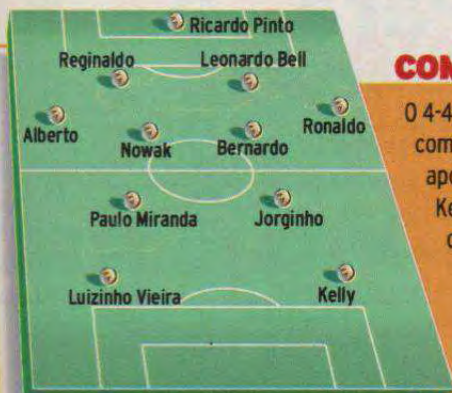 Ricardo Pinto
Reginaldo
Leonardo Bell
Alberto
Nowak
Bernardo
Ronaldo
Paulo Miranda
Jorginho
Luizinho Vieira
Kelly
CON
O 4-4
com
apo
Ke